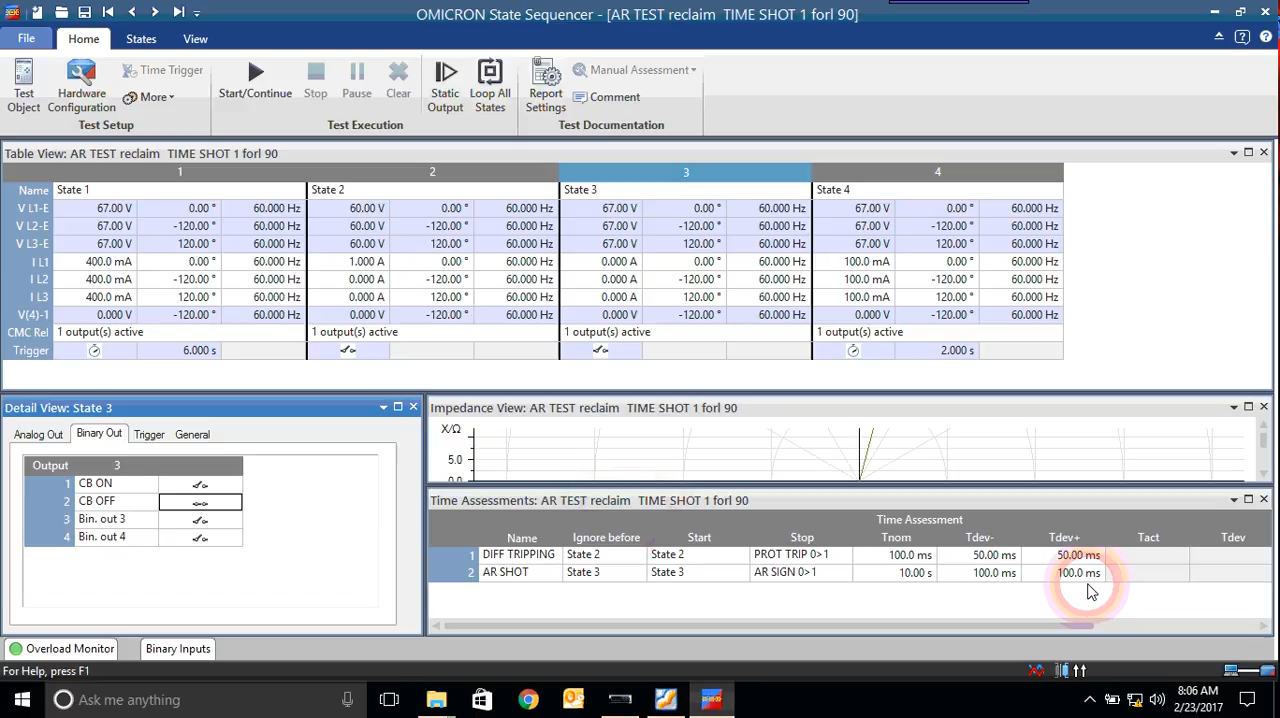 OMICRON State Sequencer - [AR TEST reclaim  TIME SHOT 1 forl 90]
File Home States View
Test Object
Hardware Configuration
Time Trigger
More
Test Setup
Start/Continue Stop Pause Clear
Test Execution
Static Output
Loop All States
Report Settings
Manual Assessment
Comment
Test Documentation
Table View: AR TEST reclaim  TIME SHOT 1 forl 90
1 2 3 4
Name State 1 State 2 State 3 State 4
V L1-E 67.00 V 0.00 ° 60.000 Hz 60.00 V 0.00 ° 60.000 Hz 67.00 V 0.00 ° 60.000 Hz 67.00 V 0.00 ° 60.000 Hz
V L2-E 67.00 V -120.00 ° 60.000 Hz 67.00 V -120.00 ° 60.000 Hz 67.00 V -120.00 ° 60.000 Hz 67.00 V -120.00 ° 60.000 Hz
V L3-E 67.00 V 120.00 ° 60.000 Hz 67.00 V 120.00 ° 60.000 Hz 67.00 V 120.00 ° 60.000 Hz 67.00 V 120.00 ° 60.000 Hz
I L1 400.0 mA 0.00 ° 60.000 Hz 1.000 A 0.00 ° 60.000 Hz 0.000 A 0.00 ° 60.000 Hz 100.0 mA 0.00 ° 60.000 Hz
I L2 400.0 mA -120.00 ° 60.000 Hz 0.000 A -120.00 ° 60.000 Hz 0.000 A -120.00 ° 60.000 Hz 100.0 mA -120.00 ° 60.000 Hz
I L3 400.0 mA 120.00 ° 60.000 Hz 0.000 A 120.00 ° 60.000 Hz 0.000 A 120.00 ° 60.000 Hz 100.0 mA 120.00 ° 60.000 Hz
V(4)-1 0.000 V -120.00 ° 60.000 Hz 0.000 V -120.00 ° 60.000 Hz 0.000 V -120.00 ° 60.000 Hz 0.000 V -120.00 ° 60.000 Hz
CMC Rel 1 output(s) active 1 output(s) active 1 output(s) active 1 output(s) active
Trigger 6.000 s 2.000 s
Detail View: State 3
Analog Out Binary Out Trigger General
Output 3
1 CB ON
2 CB OFF
3 Bin. out 3
4 Bin. out 4
Impedance View: AR TEST reclaim  TIME SHOT 1 forl 90
X/Ω
5.0
0.0
Time Assessments: AR TEST reclaim  TIME SHOT 1 forl 90
Time Assessment
Name Ignore before Start Stop Tnom Tdev- Tdev+ Tact Tdev
1 DIFF TRIPPING State 2 State 2 PROT TRIP 0>1 100.0 ms 50.00 ms 50.00 ms
2 AR SHOT State 3 State 3 AR SIGN 0>1 10.00 s 100.0 ms 100.0 ms
Overload Monitor Binary Inputs
For Help, press F1
Ask me anything
8:06 AM
2/23/2017